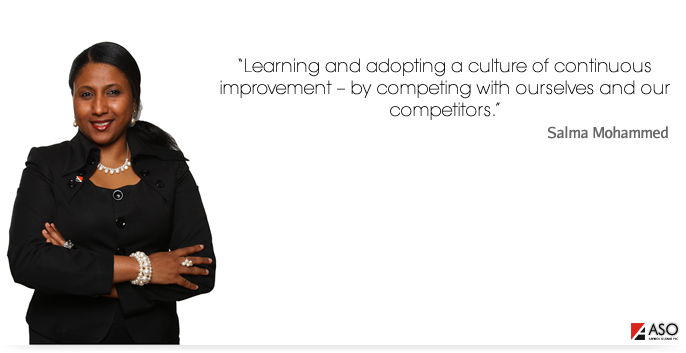 “Learning and adopting a culture of continuous
improvement – by competing with ourselves and our
competitors.”
Salma Mohammed
ASO